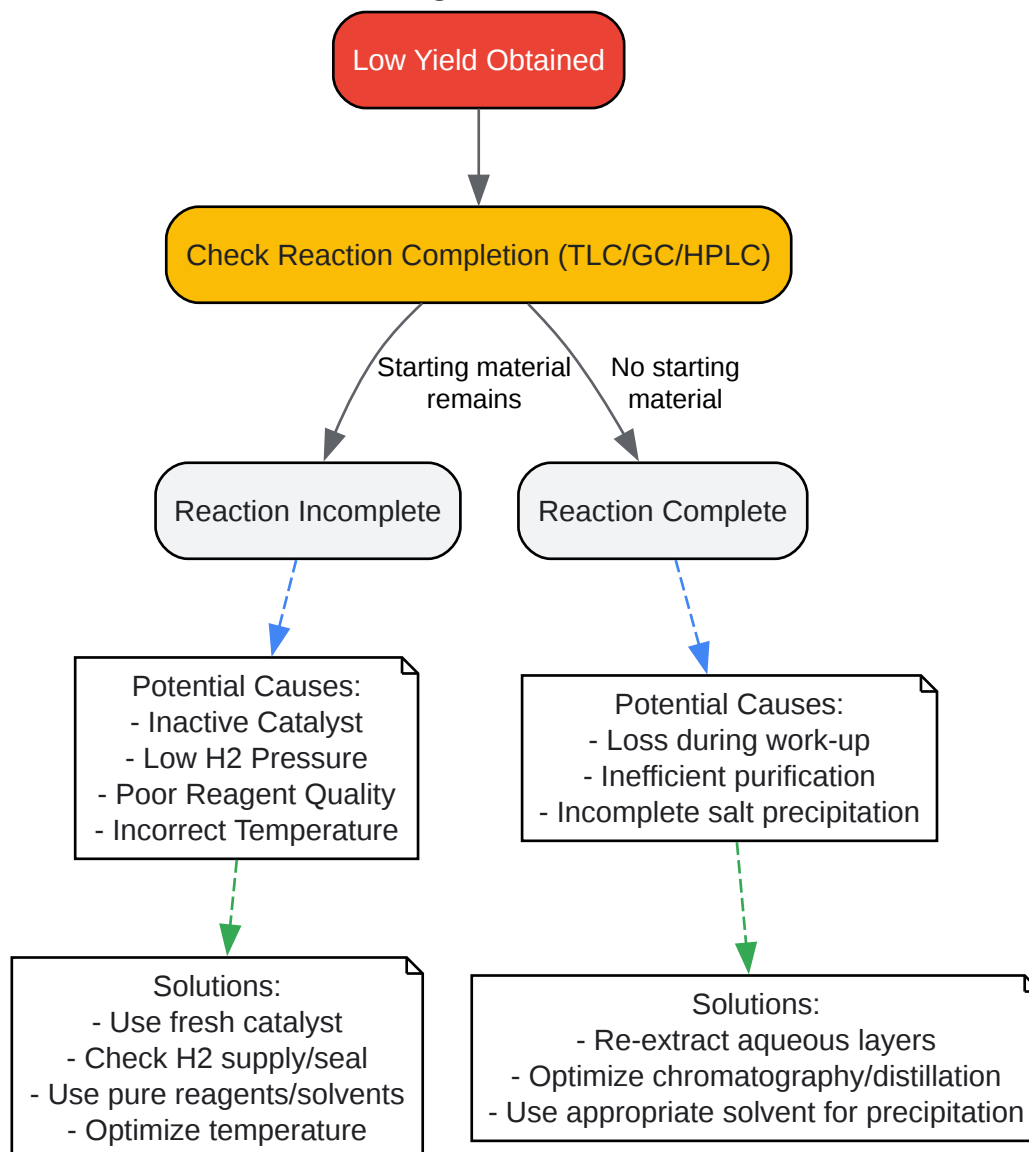 Low Yield Obtained
Check Reaction Completion (TLC/GC/HPLC)
Starting material
remains
No starting
material
Reaction Incomplete
Reaction Complete
Potential Causes:
- Inactive Catalyst
- Low H2 Pressure
- Poor Reagent Quality
- Incorrect Temperature
Potential Causes:
- Loss during work-up
- Inefficient purification
- Incomplete salt precipitation
Solutions:
- Use fresh catalyst
- Check H2 supply/seal
- Use pure reagents/solvents
- Optimize temperature
Solutions:
- Re-extract aqueous layers
- Optimize chromatography/distillation
- Use appropriate solvent for precipitation